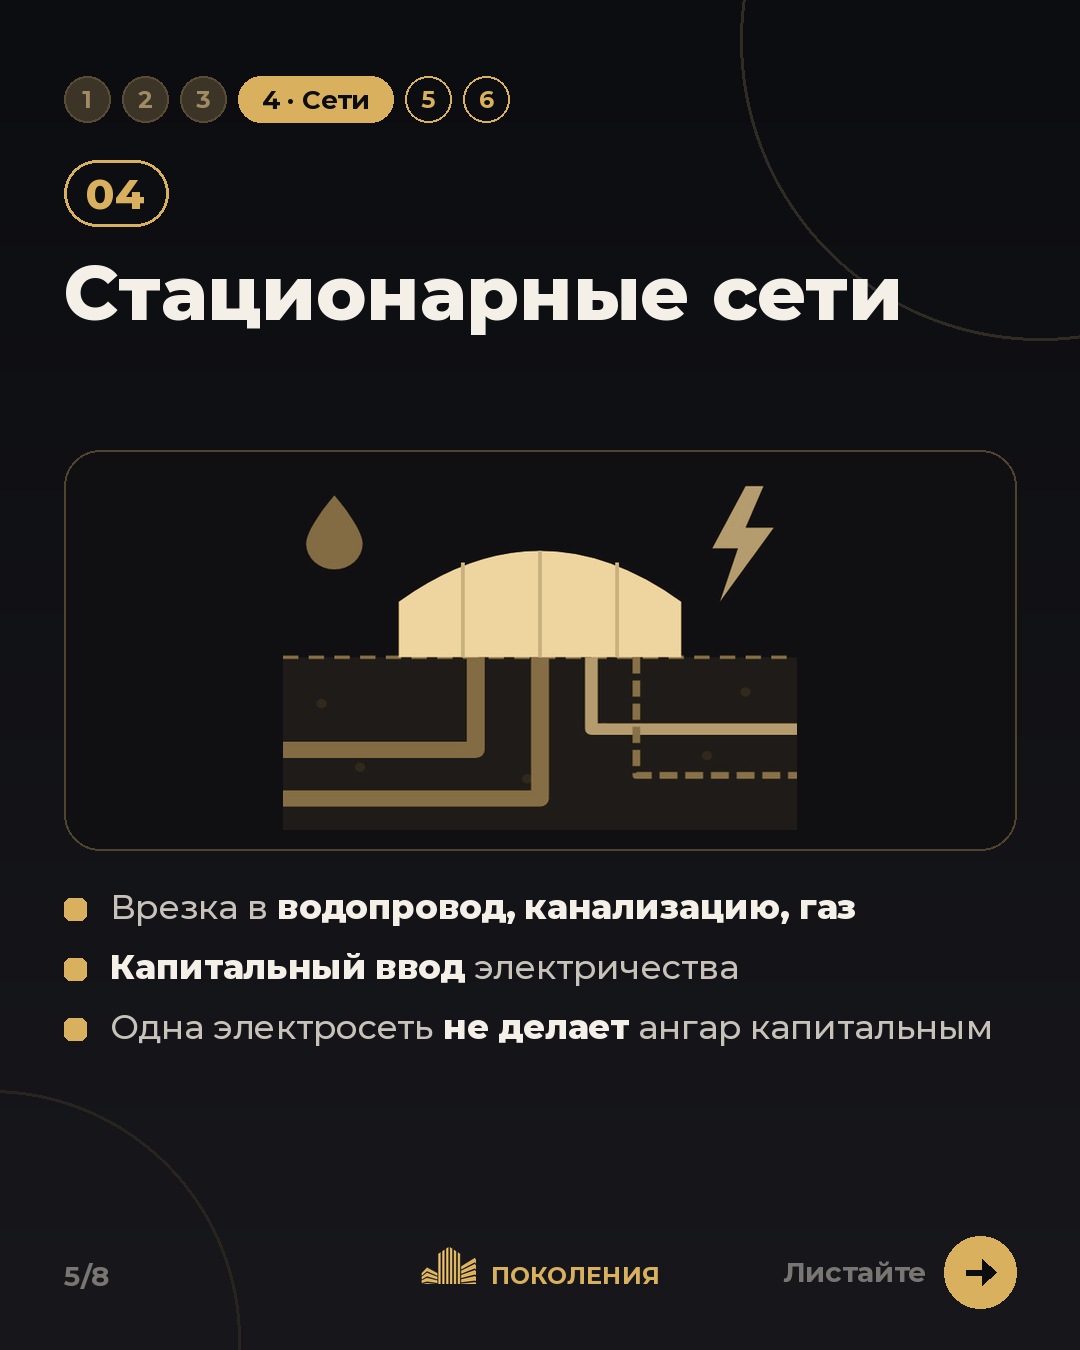 1 2 3 4 · Сети 5 6
04
Стационарные сети
Врезка в водопровод, канализацию, газ
Капитальный ввод электричества
Одна электросеть не делает ангар капитальным
5/8 ПОКОЛЕНИЯ Листайте